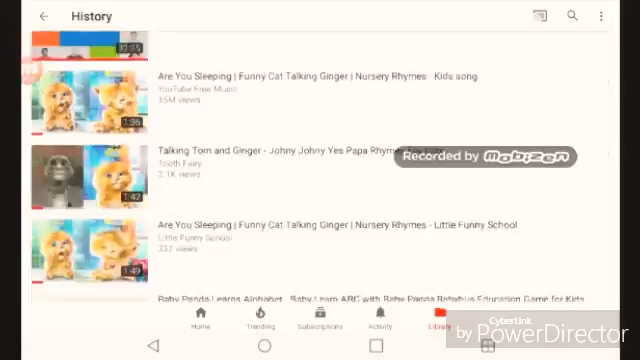 History
Are You Sleeping | Funny Cat Talking Ginger | Nursery Rhymes - Kids song
YouTube Free Music
35M views
1:36
Talking Tom and Ginger - Johny Johny Yes Papa Rhymes
Tooth Fairy
2.1K views
1:42
Recorded by Mobizen
Are You Sleeping | Funny Cat Talking Ginger | Nursery Rhymes - Little Funny School
Little Funny School
337 views
1:49
Baby Panda Learns Alphabet Baby Learn ABC with Baby Panda Babybus Education Game for Kids
Home
Trending
Subscriptions
Activity
Library
CyberLink
by PowerDirector